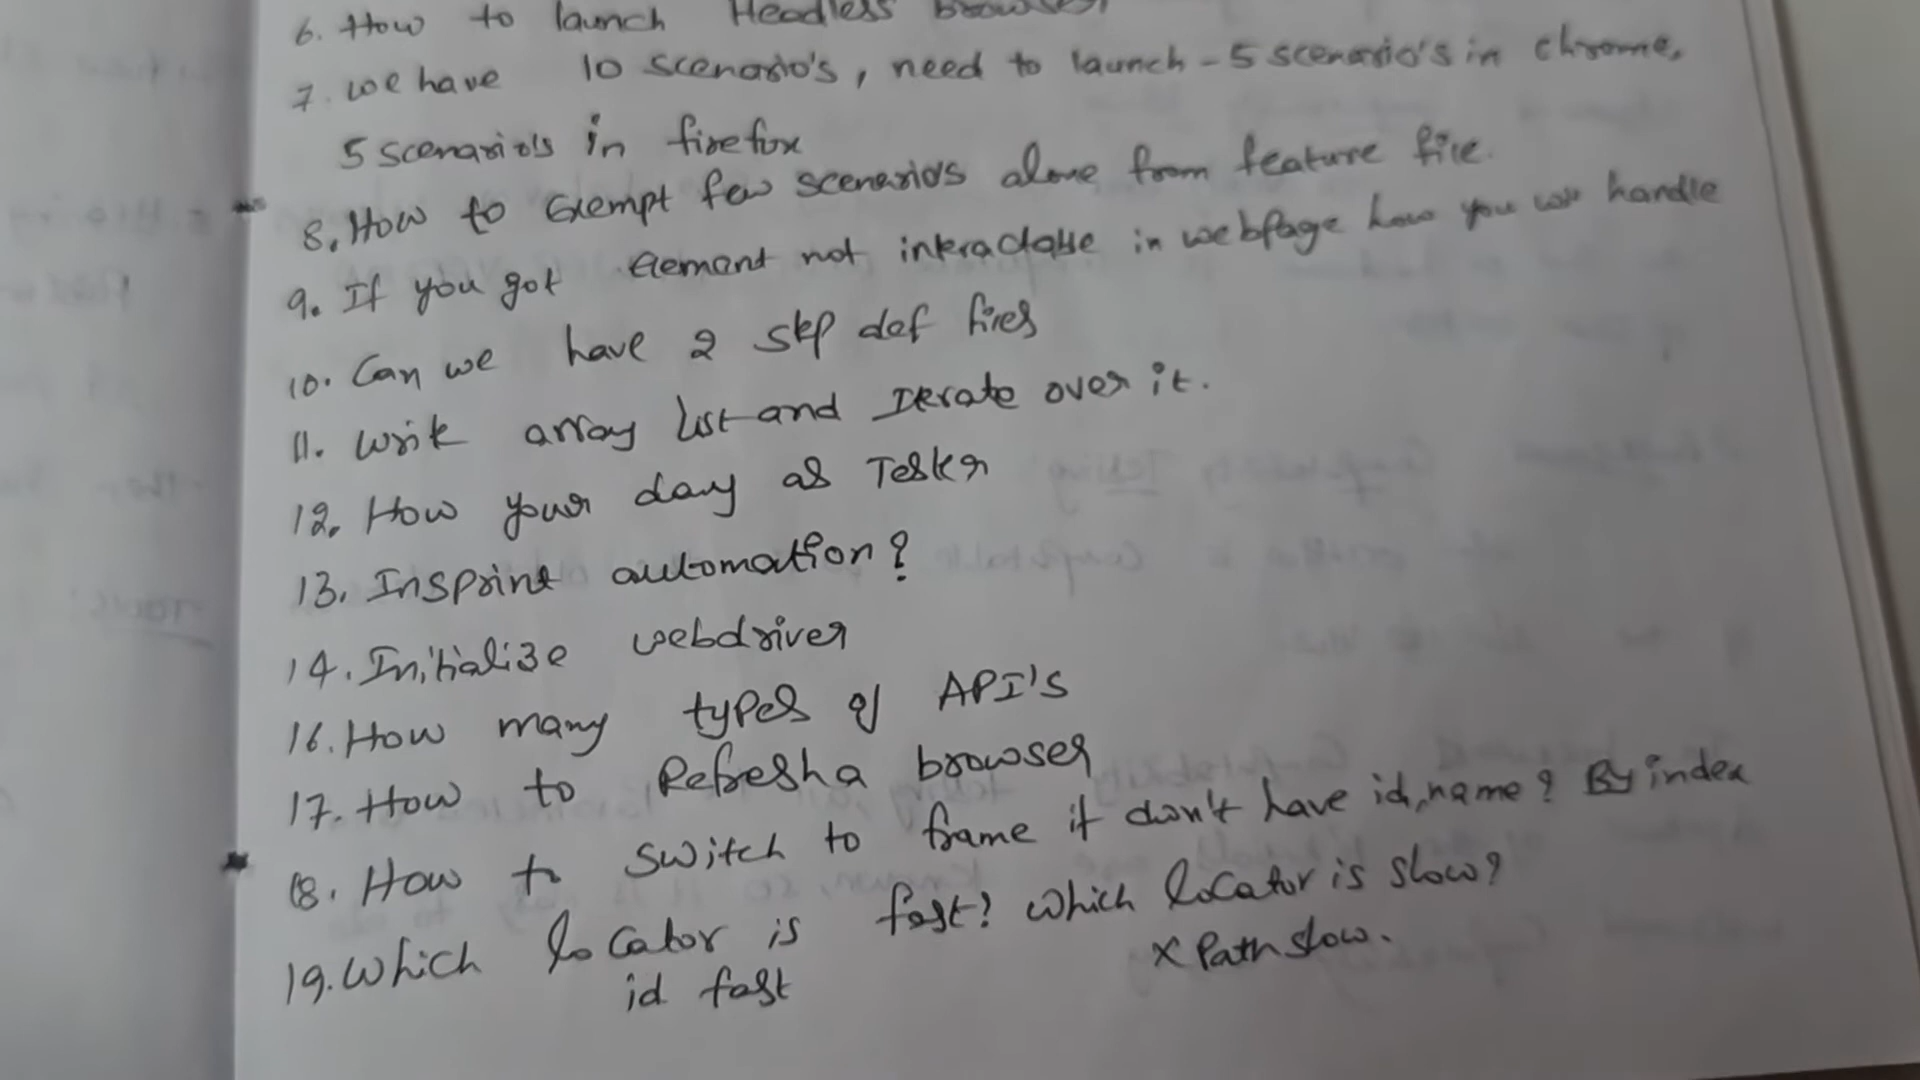 6. How to launch Headless Browser
7. we have 10 scenario's, need to launch - 5 scenario's in chrome,
5 scenario's in firefox
8. How to Exempt few scenario's alone from feature file.
9. If you got Element not interactable in webpage how you will handle
10. Can we have 2 step def files
11. Write array list and Iterate over it.
12. How your day as Tester
13. Insprint automation?
14. Initialize webdriver
16. How many types of API's
17. How to Refresh a browser
18. How to switch to frame if don't have id, name? By index
19. Which locator is fast? Which locator is slow?
id fast X Path slow.